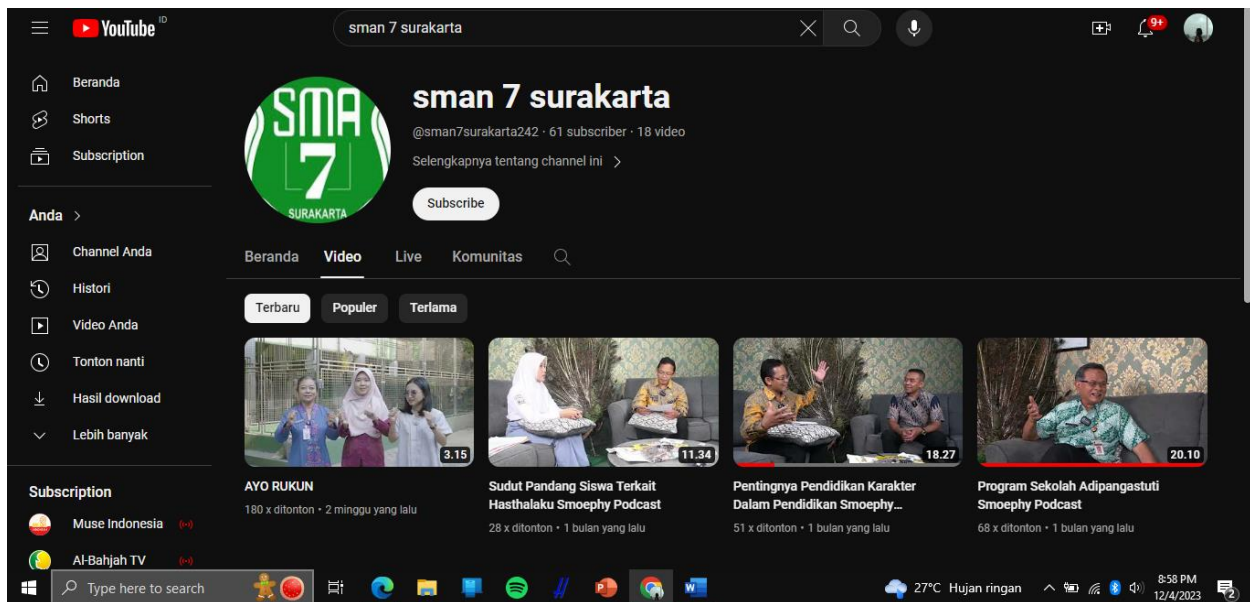 YouTube ID
sman 7 surakarta
9+
Beranda
Shorts
Subscription
Anda
Channel Anda
Histori
Video Anda
Tonton nanti
Hasil download
Lebih banyak
Subscription
Muse Indonesia
Al-Bahjah TV
SMA
7
SURAKARTA
sman 7 surakarta
@sman7surakarta242 · 61 subscriber · 18 video
Selengkapnya tentang channel ini
Subscribe
Beranda Video Live Komunitas
Terbaru Populer Terlama
3.15
AYO RUKUN
180 x ditonton • 2 minggu yang lalu
11.34
Sudut Pandang Siswa Terkait
Hasthalaku Smoephy Podcast
28 x ditonton • 1 bulan yang lalu
18.27
Pentingnya Pendidikan Karakter
Dalam Pendidikan Smoephy...
51 x ditonton • 1 bulan yang lalu
20.10
Program Sekolah Adipangastuti
Smoephy Podcast
68 x ditonton • 1 bulan yang lalu
Type here to search
27°C Hujan ringan
8:58 PM
12/4/2023
2